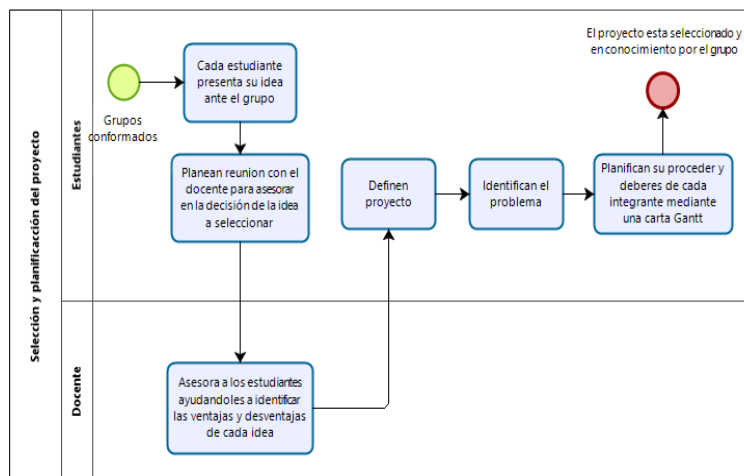 Selección y planificacción del proyecto
Estudiantes
Docente
Grupos
conformados
Cada estudiante
presenta su idea
ante el grupo
Planean reunion con el
docente para asesorar
en la decisión de la idea
a seleccionar
Asesora a los estudiantes
ayudandoles a identificar
las ventajas y desventajas
de cada idea
Definen
proyecto
Identifican el
problema
Planifican su proceder y
deberes de cada
integrante mediante
una carta Gantt
El proyecto esta seleccionado y
en conocimiento por el grupo